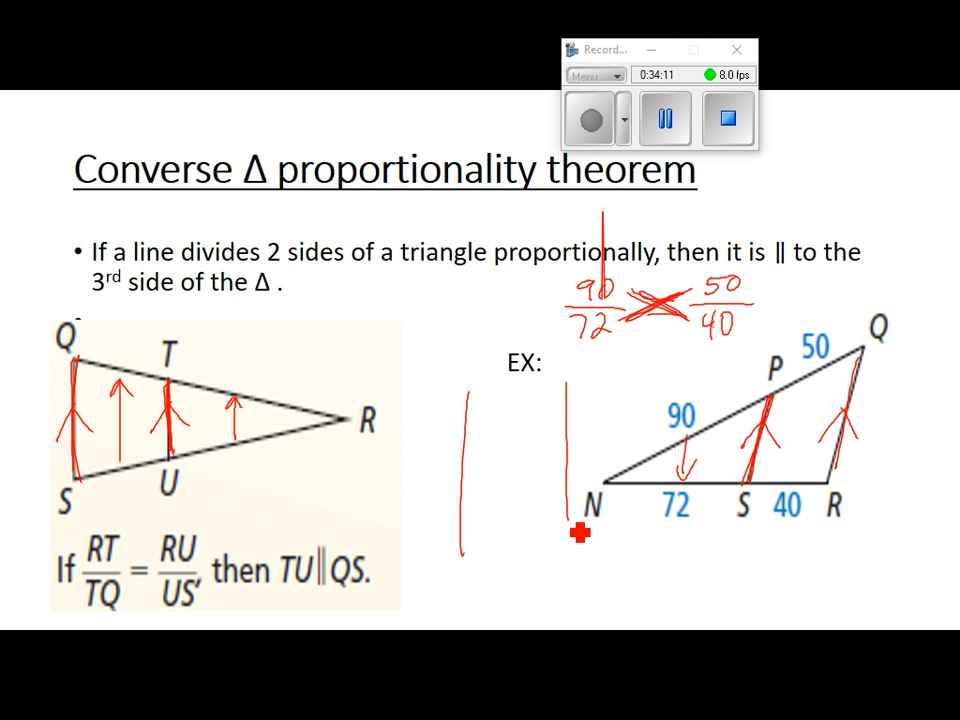 Record...
Menu
0:34:11
8.0 fps
Converse Δ proportionality theorem
• If a line divides 2 sides of a triangle proportionally, then it is ∥ to the
3rd side of the Δ .
90/72 50/40
EX:
Q
T
R
S
U
If RT/TQ = RU/US, then TU∥QS.
Q
50
P
90
N
72
S
40
R